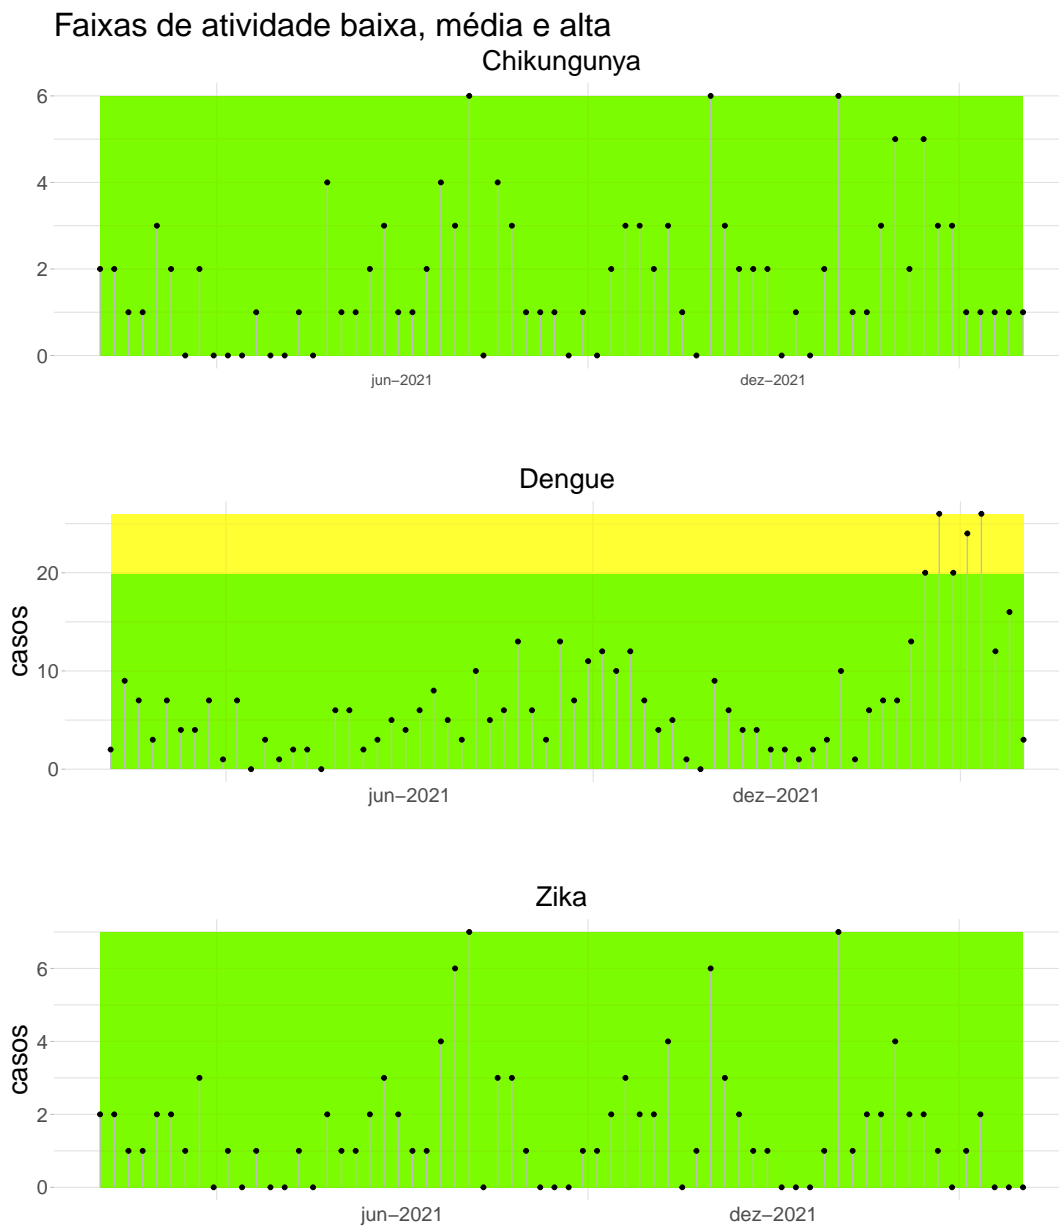 Faixas de atividade baixa, média e alta
Chikungunya
6
4
2
0
jun−2021 dez−2021
Dengue
20
10
0
casos
jun−2021 dez−2021
Zika
6
4
2
0
casos
jun−2021 dez−2021